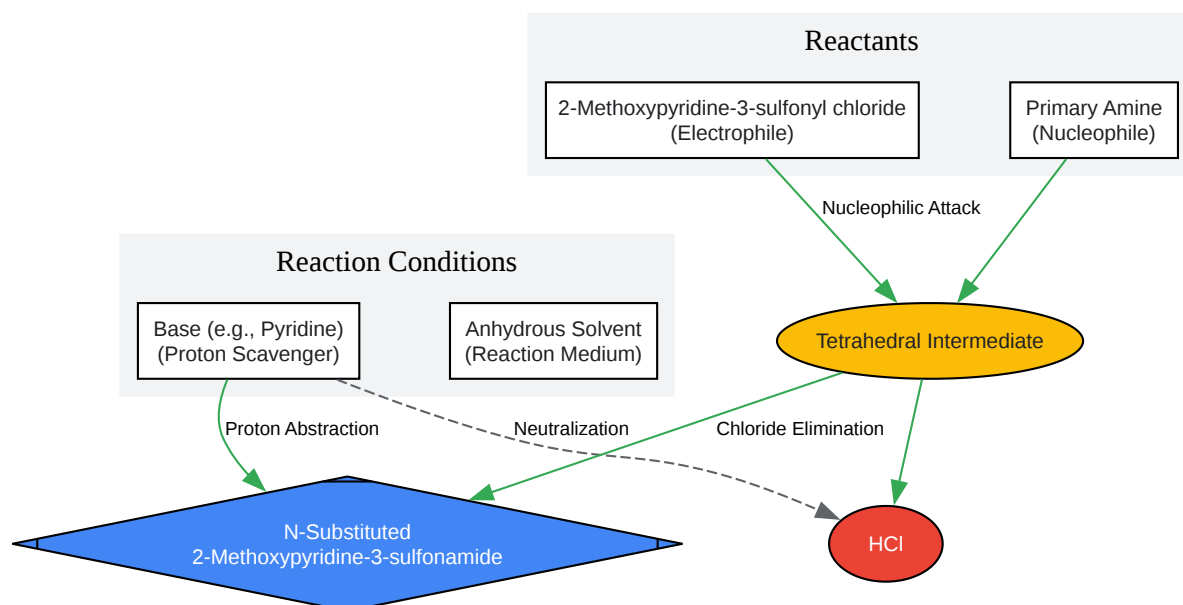 Reactants
2-Methoxypyridine-3-sulfonyl chloride
(Electrophile)
Primary Amine
(Nucleophile)
Nucleophilic Attack
Reaction Conditions
Base (e.g., Pyridine)
(Proton Scavenger)
Anhydrous Solvent
(Reaction Medium)
Tetrahedral Intermediate
Proton Abstraction
Neutralization
Chloride Elimination
N-Substituted
2-Methoxypyridine-3-sulfonamide
HCl